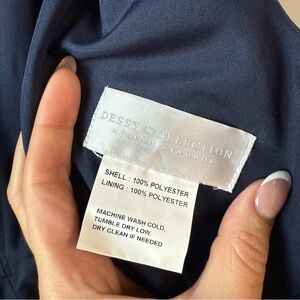 DESSY COLLECTION
SHELL : 100% POLYESTER
LINING : 100% POLYESTER
MACHINE WASH COLD.
TUMBLE DRY LOW.
DRY CLEAN IF NEEDED